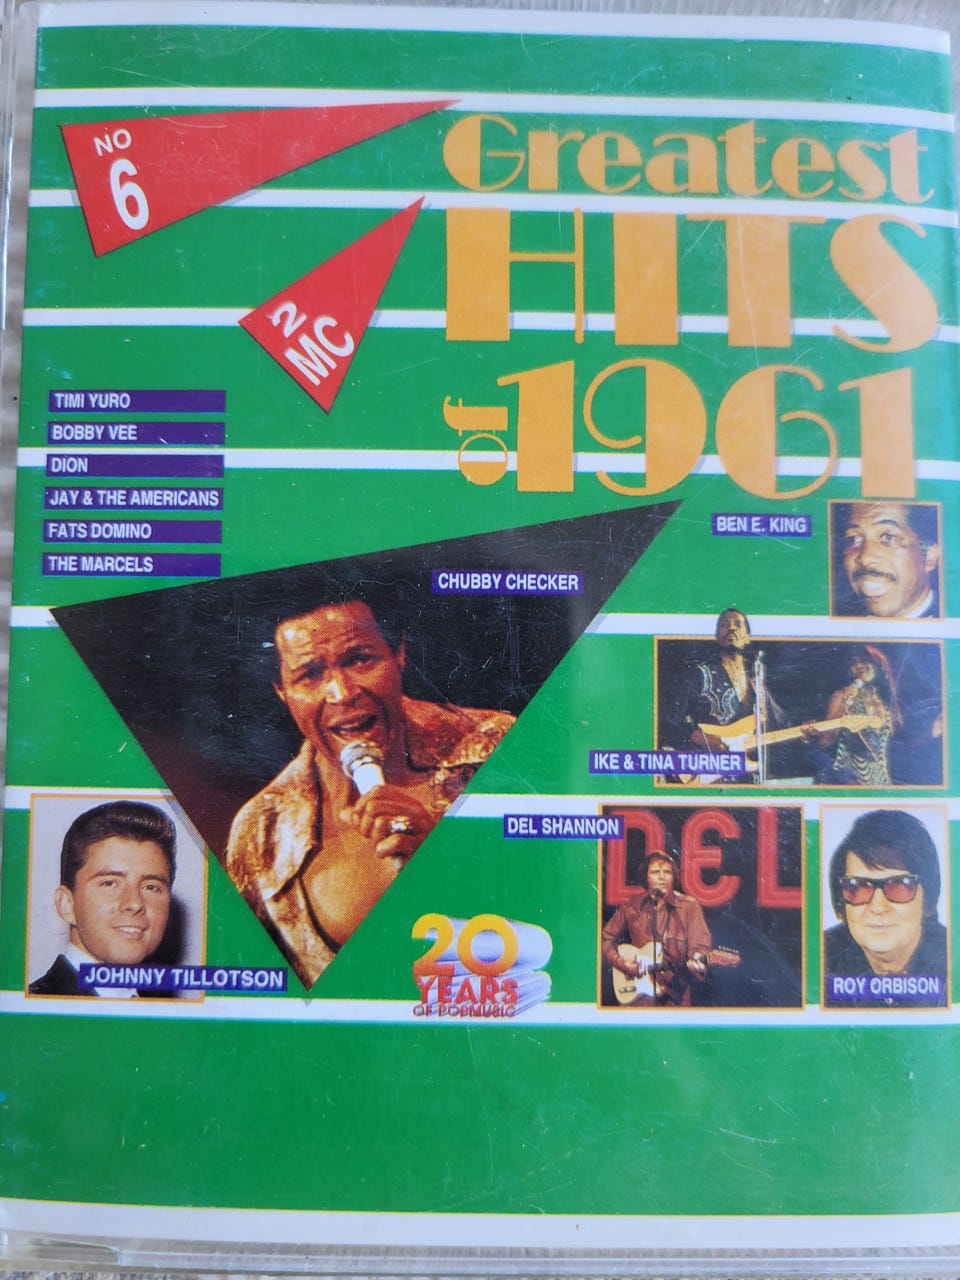 NO
6
2
MC
Greatest
HITS
of 1961
TIMI YURO
BOBBY VEE
DION
JAY & THE AMERICANS
FATS DOMINO
THE MARCELS
CHUBBY CHECKER
BEN E. KING
IKE & TINA TURNER
DEL SHANNON
DEL
JOHNNY TILLOTSON
ROY ORBISON
20
YEARS
OF POPMUSIC